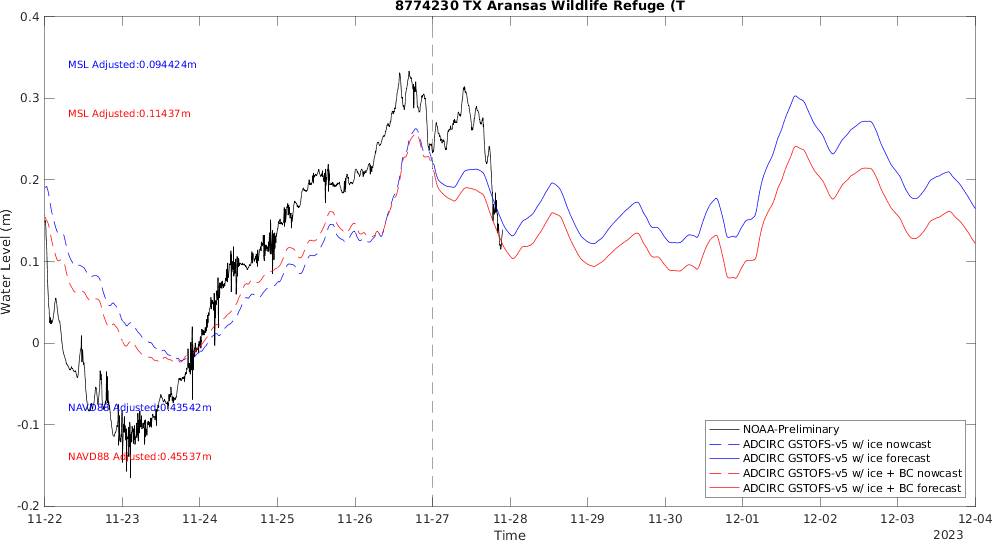 8774230 TX Aransas Wildlife Refuge (T
0.4
MSL Adjusted:0.094424m
0.3
MSL Adjusted:0.11437m
0.2
Water Level (m)
0.1
0
NAVD88 Adjusted:0.43542m
-0.1
NAVD88 Adjusted:0.45537m
-0.2
NOAA-Preliminary
ADCIRC GSTOFS-v5 w/ ice nowcast
ADCIRC GSTOFS-v5 w/ ice forecast
ADCIRC GSTOFS-v5 w/ ice + BC nowcast
ADCIRC GSTOFS-v5 w/ ice + BC forecast
11-22 11-23 11-24 11-25 11-26 11-27 11-28 11-29 11-30 12-01 12-02 12-03 12-04
Time
2023